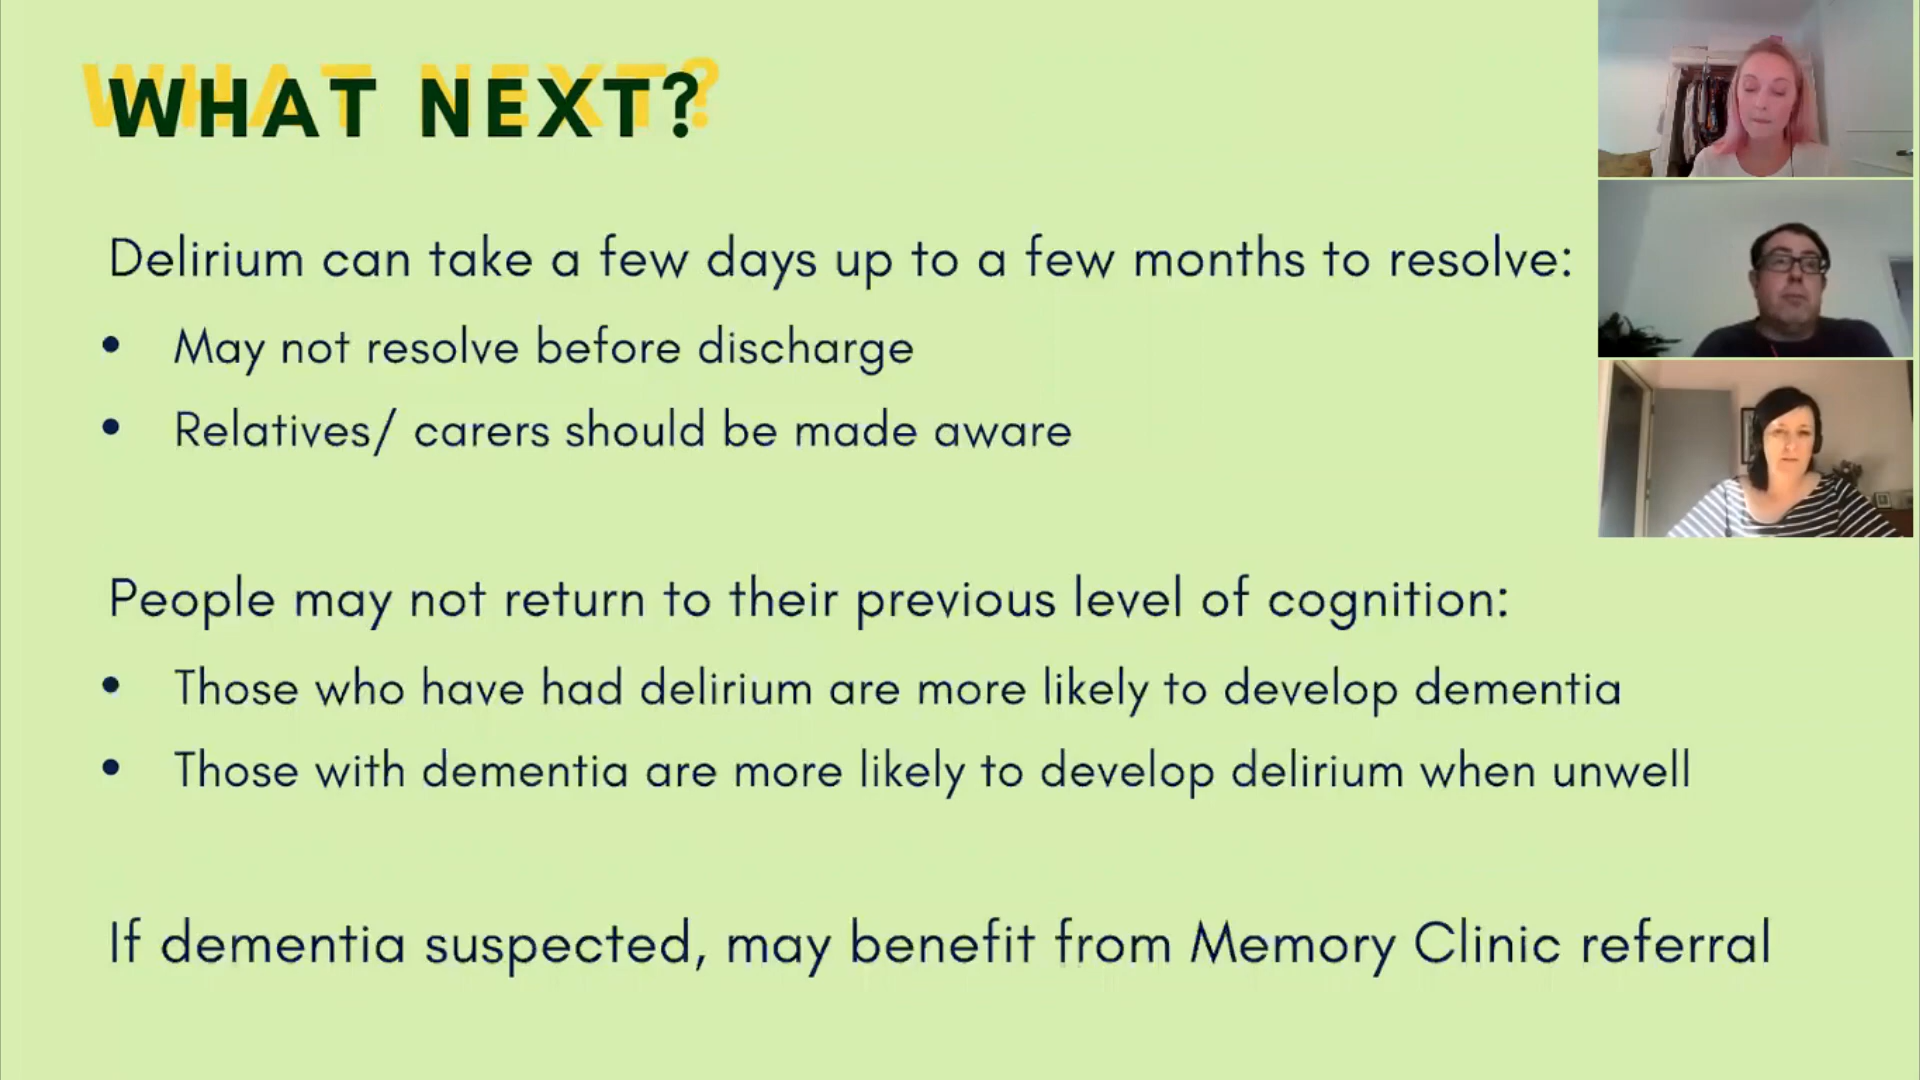 WHAT NEXT?
Delirium can take a few days up to a few months to resolve:
• May not resolve before discharge
• Relatives/ carers should be made aware
People may not return to their previous level of cognition:
• Those who have had delirium are more likely to develop dementia
• Those with dementia are more likely to develop delirium when unwell
If dementia suspected, may benefit from Memory Clinic referral